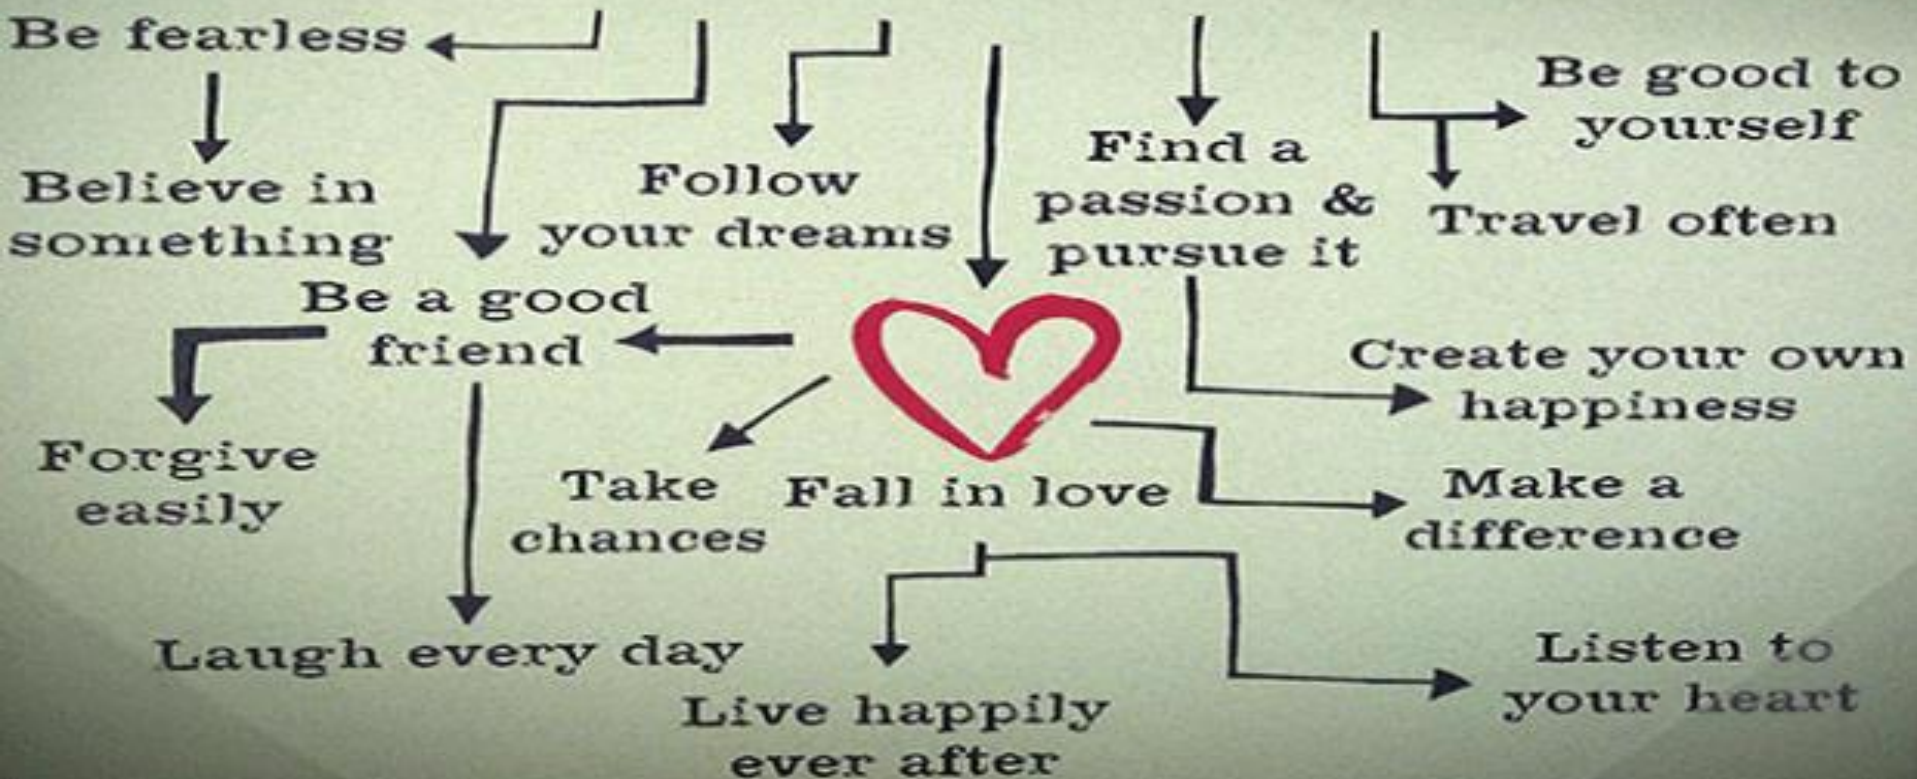 Be fearless
Be good to
yourself
Find a
passion &
pursue it
Believe in
something
Follow
your dreams
Travel often
Be a good
friend
Create your own
happiness
Forgive
easily
Take
chances
Fall in love
Make a
difference
Laugh every day
Listen to
your heart
Live happily
ever after